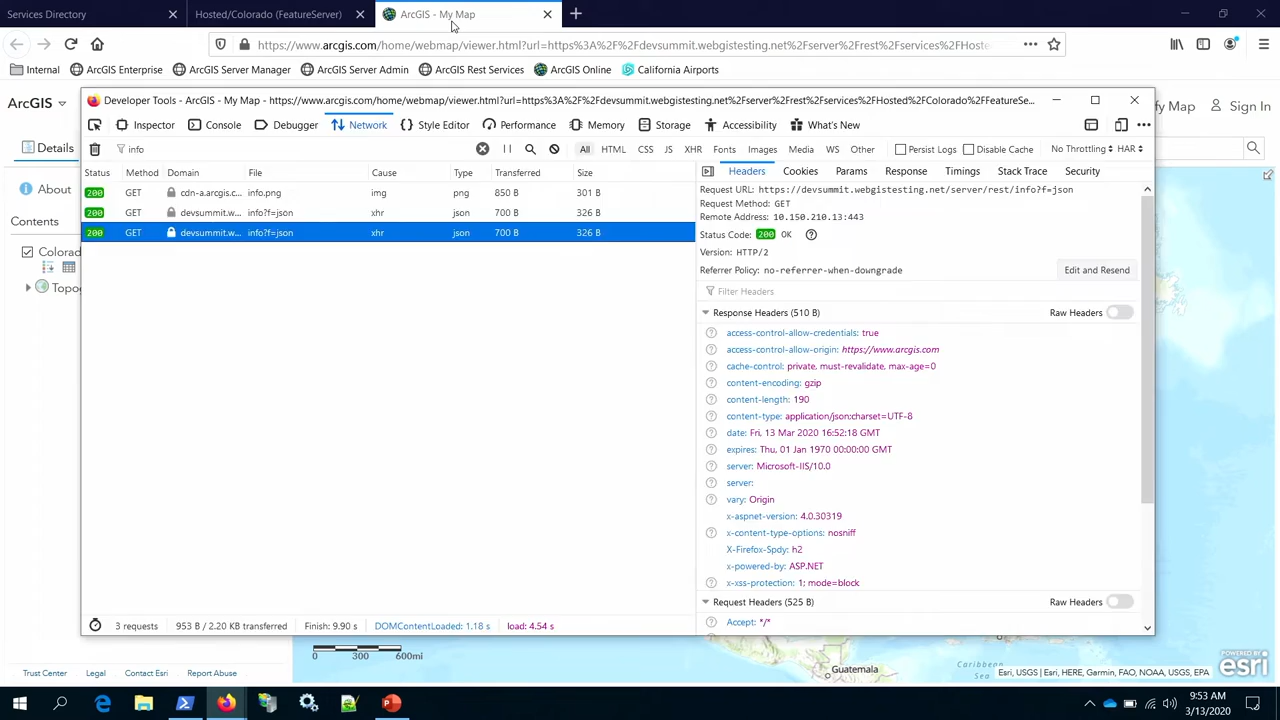 Services Directory
Hosted/Colorado (FeatureServer)
ArcGIS - My Map
https://www.arcgis.com/home/webmap/viewer.html?url=https%3A%2F%2Fdevsummit.webgistesting.net%2Fserver%2Frest%2Fservices%2FHoste
Internal
ArcGIS Enterprise
ArcGIS Server Manager
ArcGIS Server Admin
ArcGIS Rest Services
ArcGIS Online
California Airports
ArcGIS
fy Map
Sign In
Developer Tools - ArcGIS - My Map - https://www.arcgis.com/home/webmap/viewer.html?url=https%3A%2F%2Fdevsummit.webgistesting.net%2Fserver%2Frest%2Fservices%2FHosted%2FColorado%2FFeatureSe...
Inspector
Console
Debugger
Network
Style Editor
Performance
Memory
Storage
Accessibility
What's New
Details
info
All
HTML
CSS
JS
XHR
Fonts
Images
Media
WS
Other
Persist Logs
Disable Cache
No Throttling
HAR
Status
Method
Domain
File
Cause
Type
Transferred
Size
Headers
Cookies
Params
Response
Timings
Stack Trace
Security
About
200 GET cdn-a.arcgis.c... info.png img png 850 B 301 B
200 GET devsummit.w... info?f=json xhr json 700 B 326 B
200 GET devsummit.w... info?f=json xhr json 700 B 326 B
Contents
Colorad
Topo
Request URL: https://devsummit.webgistesting.net/server/rest/info?f=json
Request Method: GET
Remote Address: 10.150.210.13:443
Status Code: 200 OK
Version: HTTP/2
Referrer Policy: no-referrer-when-downgrade
Edit and Resend
Filter Headers
Response Headers (510 B)
Raw Headers
access-control-allow-credentials: true
access-control-allow-origin: https://www.arcgis.com
cache-control: private, must-revalidate, max-age=0
content-encoding: gzip
content-length: 190
content-type: application/json;charset=UTF-8
date: Fri, 13 Mar 2020 16:52:18 GMT
expires: Thu, 01 Jan 1970 00:00:00 GMT
server: Microsoft-IIS/10.0
server:
vary: Origin
x-aspnet-version: 4.0.30319
x-content-type-options: nosniff
X-Firefox-Spdy: h2
x-powered-by: ASP.NET
x-xss-protection: 1; mode=block
Request Headers (525 B)
Raw Headers
Accept: */*
3 requests
953 B / 2.20 KB transferred
Finish: 9.90 s
DOMContentLoaded: 1.18 s
load: 4.54 s
0 300 600mi
Guatemala
Caribbean
Sea
POWERED BY
esri
Trust Center
Legal
Contact Esri
Report Abuse
Esri, USGS | Esri, HERE, Garmin, FAO, NOAA, USGS, EPA
9:53 AM
3/13/2020